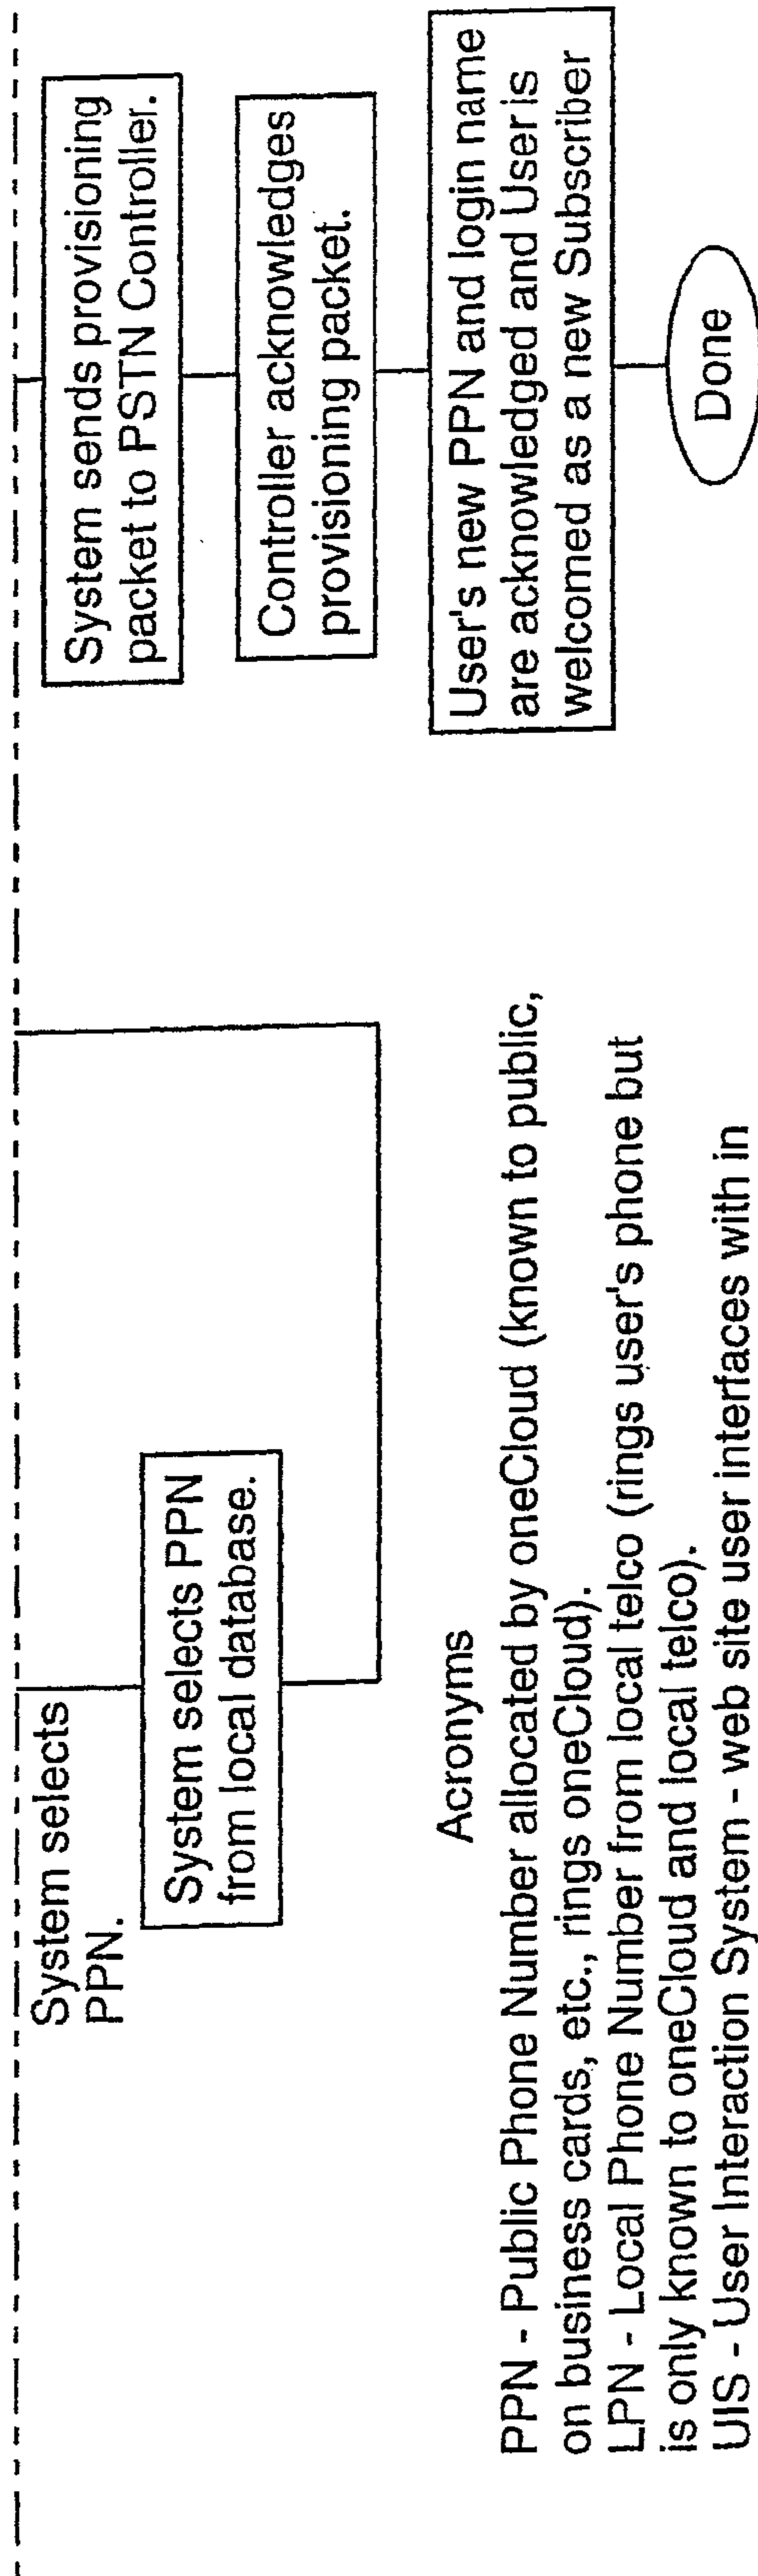 System selects
PPN.
System selects PPN
from local database.
System sends provisioning
packet to PSTN Controller.
Controller acknowledges
provisioning packet.
User's new PPN and login name
are acknowledged and User is
welcomed as a new Subscriber
Done
Acronyms
PPN - Public Phone Number allocated by oneCloud (known to public,
on business cards, etc., rings oneCloud).
LPN - Local Phone Number from local telco (rings user's phone but
is only known to oneCloud and local telco).
UIS - User Interaction System - web site user interfaces with in